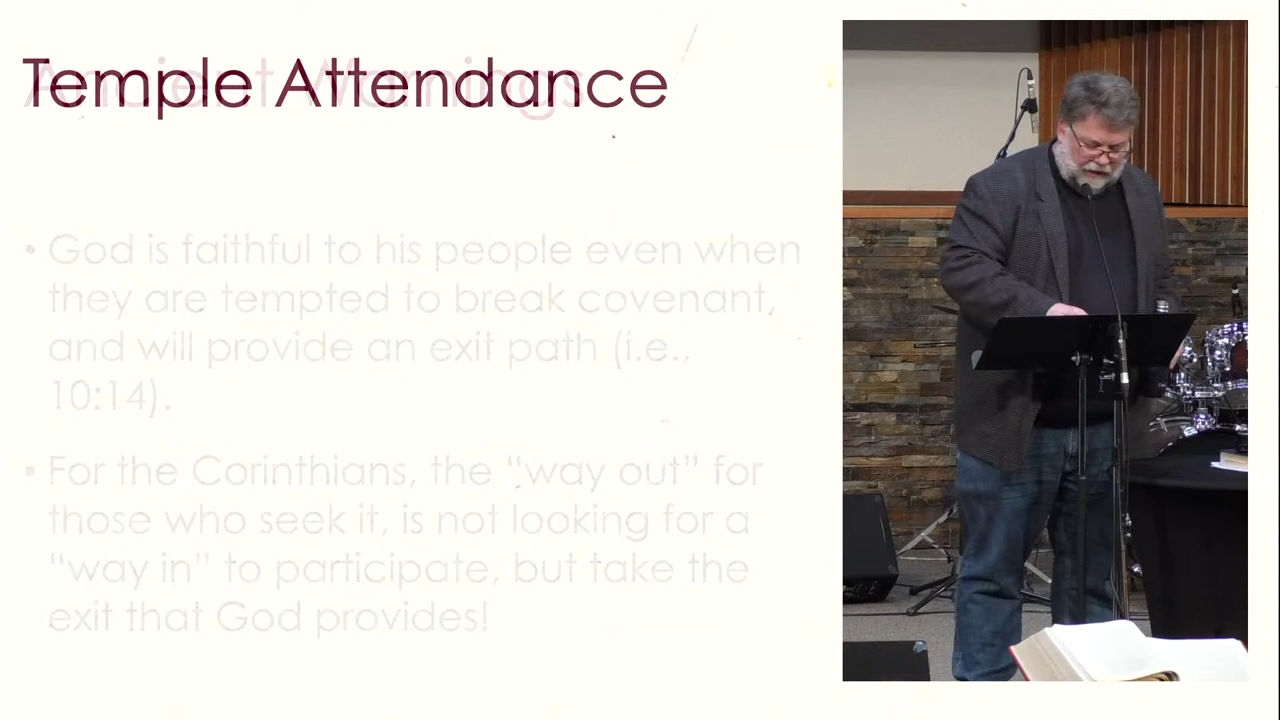 Temple Attendance
Ancient Warnings
• God is faithful to his people even when
they are tempted to break covenant,
and will provide an exit path (i.e.,
10:14).
• For the Corinthians, the “way out” for
those who seek it, is not looking for a
“way in” to participate, but take the
exit that God provides!